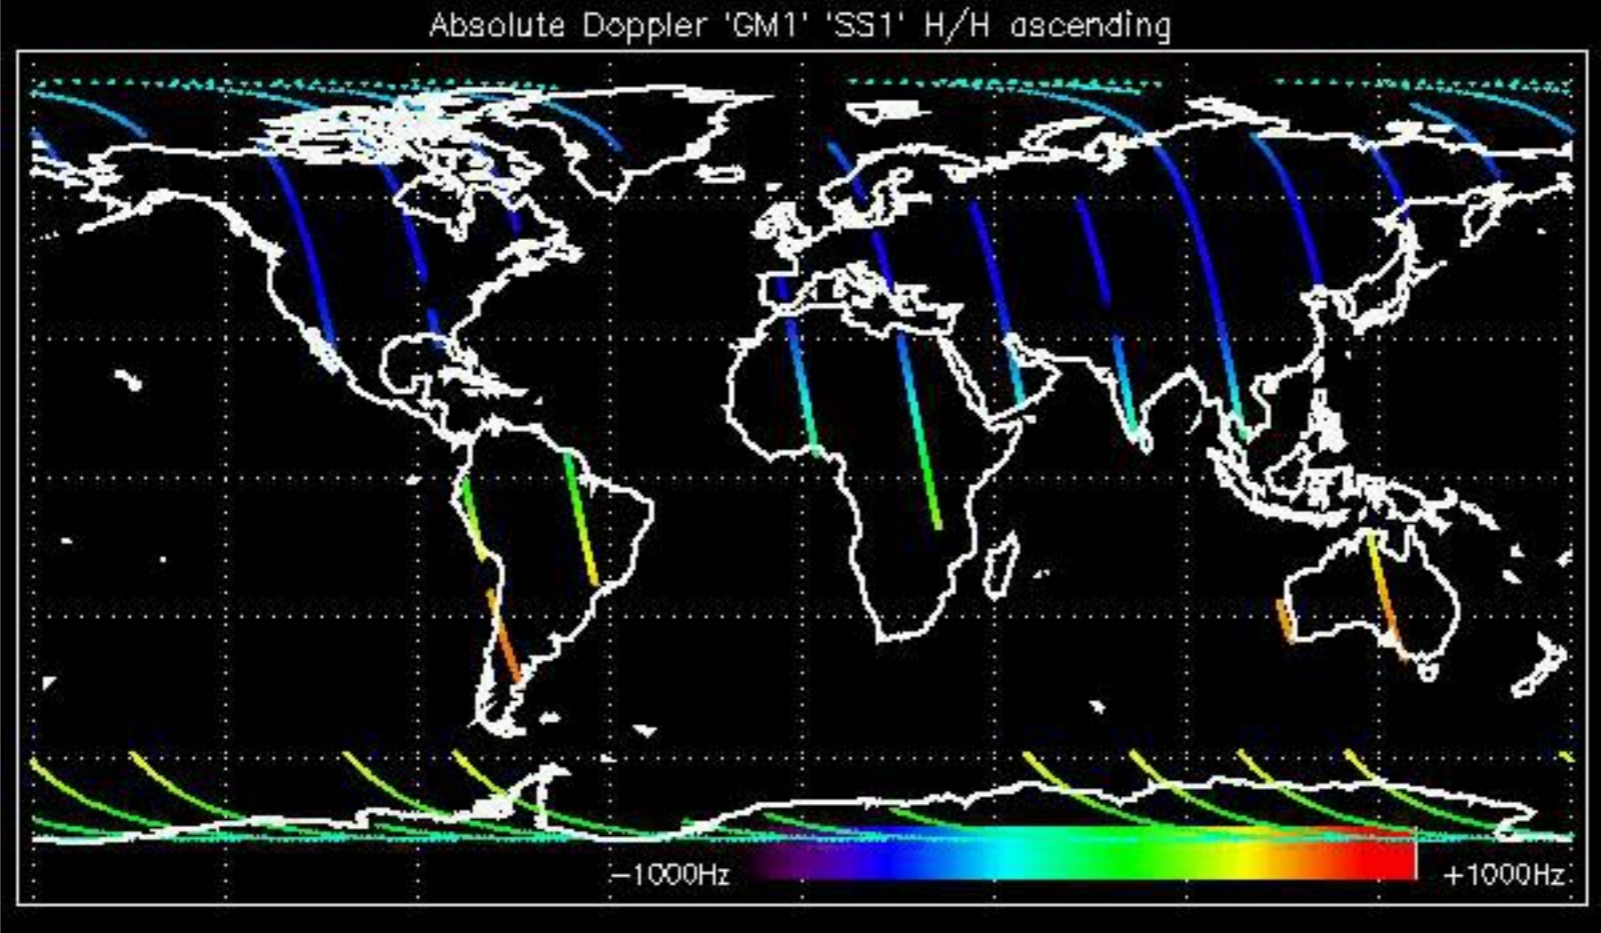 Absolute Doppler 'GM1' 'SS1' H/H ascending
−1000Hz +1000Hz